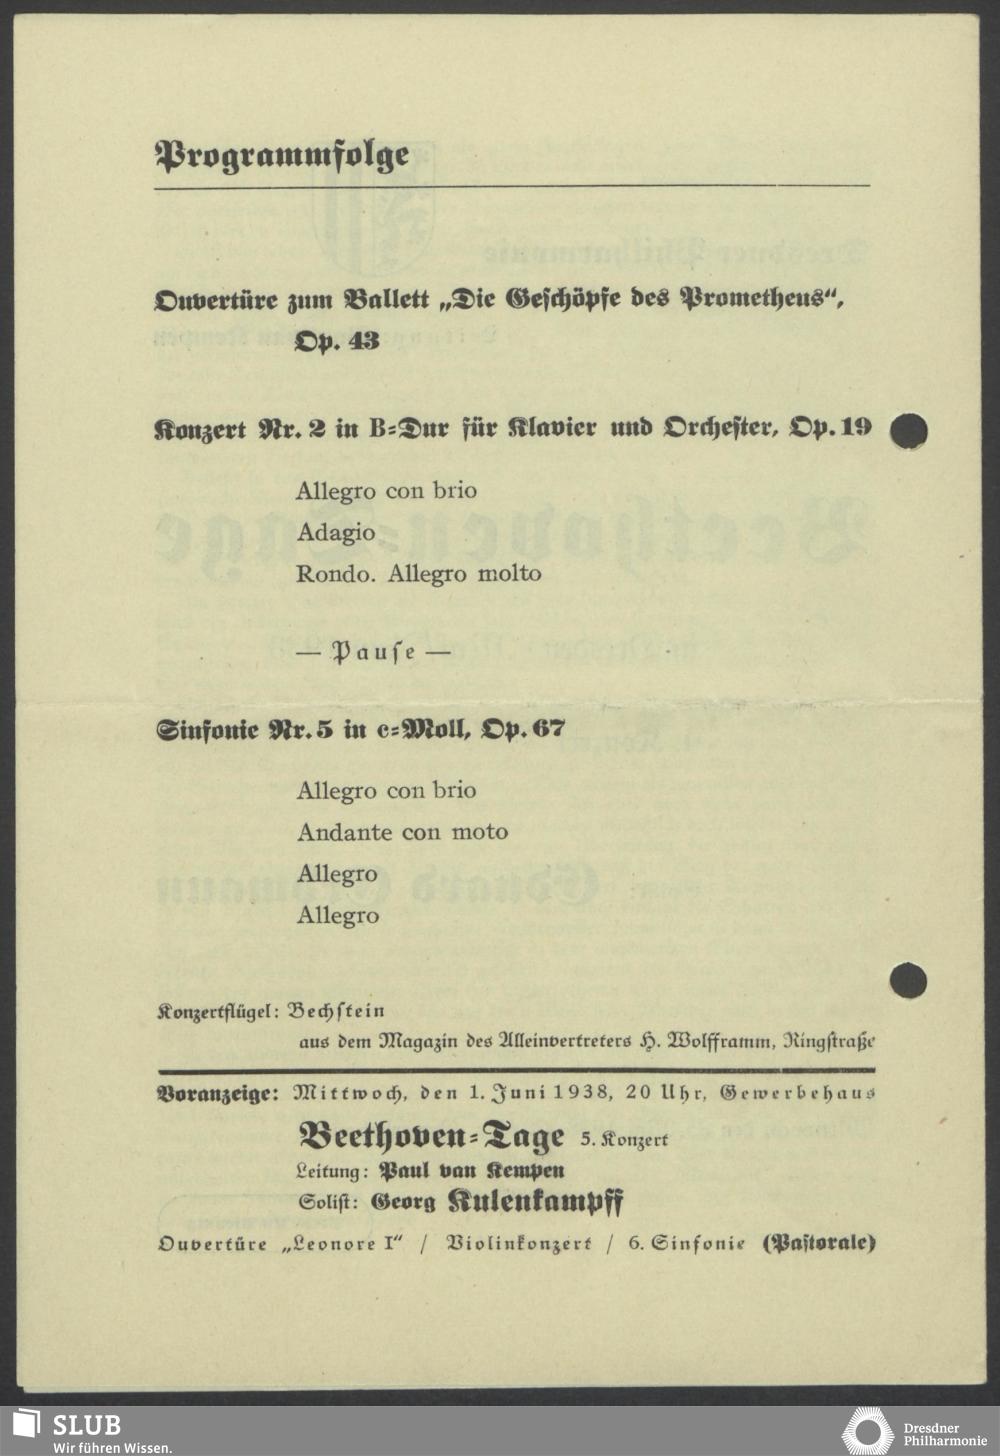 Programmfolge
Ouvertüre zum Ballett „Die Geschöpfe des Prometheus“,
Op. 43
Konzert Nr. 2 in B=Dur für Klavier und Orchester, Op. 19
Allegro con brio
Adagio
Rondo. Allegro molto
— Pause —
Sinfonie Nr. 5 in c=Moll, Op. 67
Allegro con brio
Andante con moto
Allegro
Allegro
Konzertflügel: Bechstein
aus dem Magazin des Alleinvertreters H. Wolfframm, Ringstraße
Voranzeige: Mittwoch, den 1. Juni 1938, 20 Uhr, Gewerbehaus
Beethoven=Tage 5. Konzert
Leitung: Paul van Kempen
Solist: Georg Kulenkampff
Ouvertüre „Leonore I“ / Violinkonzert / 6. Sinfonie (Pastorale)
SLUB
Wir führen Wissen.
Dresdner
Philharmonie